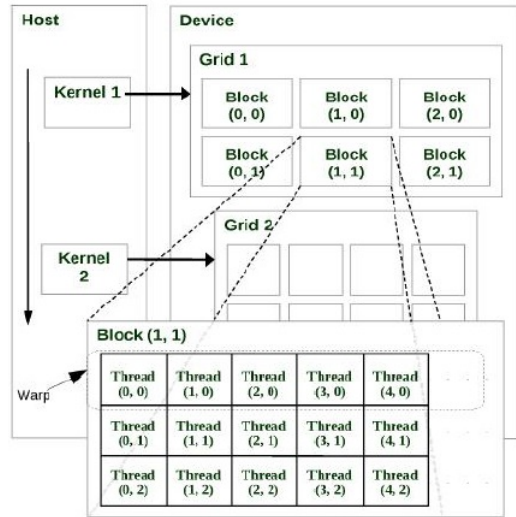 Host
Device
Grid 1
Kernel 1
Block
(0, 0)
Block
(1, 0)
Block
(2, 0)
Block
(0, 1)
Block
(1, 1)
Block
(2, 1)
Grid 2
Kernel
2
Block (1, 1)
Warp
Thread
(0, 0)
Thread
(1, 0)
Thread
(2, 0)
Thread
(3, 0)
Thread
(4, 0)
Thread
(0, 1)
Thread
(1, 1)
Thread
(2, 1)
Thread
(3, 1)
Thread
(4, 1)
Thread
(0, 2)
Thread
(1, 2)
Thread
(2, 2)
Thread
(3, 2)
Thread
(4, 2)